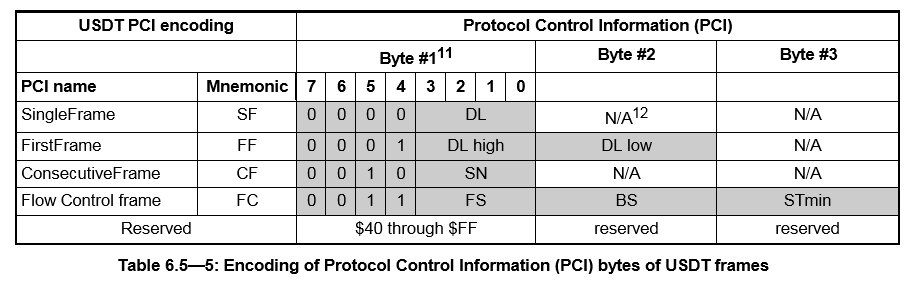 USDT PCI encoding Protocol Control Information (PCI)
Byte #1¹¹ Byte #2 Byte #3
PCI name Mnemonic 7 6 5 4 3 2 1 0
SingleFrame SF 0 0 0 0 DL N/A¹² N/A
FirstFrame FF 0 0 0 1 DL high DL low
ConsecutiveFrame CF 0 0 1 0 SN N/A N/A
Flow Control frame FC 0 0 1 1 FS BS STmin
Reserved $40 through $FF reserved reserved
Table 6.5—5: Encoding of Protocol Control Information (PCI) bytes of USDT frames